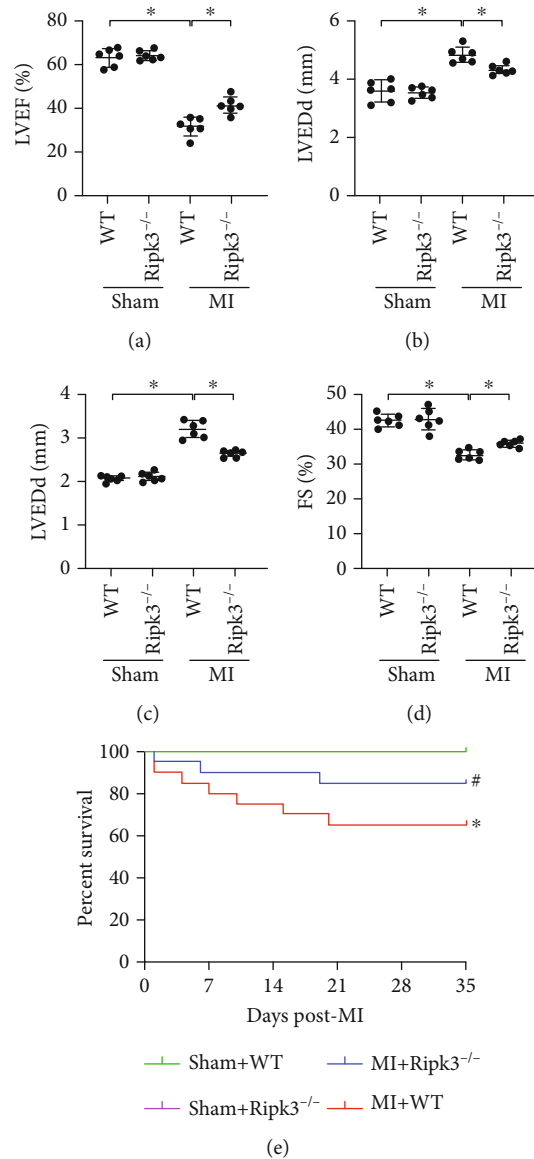 * *
LVEF (%)
80
60
40
20
0
WT
Ripk3−/−
WT
Ripk3−/−
Sham MI
(a)
* *
LVEDd (mm)
6
4
2
0
WT
Ripk3−/−
WT
Ripk3−/−
Sham MI
(b)
* *
LVEDd (mm)
4
3
2
1
0
WT
Ripk3−/−
WT
Ripk3−/−
Sham MI
(c)
* *
FS (%)
50
40
30
20
10
0
WT
Ripk3−/−
WT
Ripk3−/−
Sham MI
(d)
Percent survival
100
80
60
40
20
0
#
*
0 7 14 21 28 35
Days post-MI
Sham+WT MI+Ripk3−/−
Sham+Ripk3−/− MI+WT
(e)